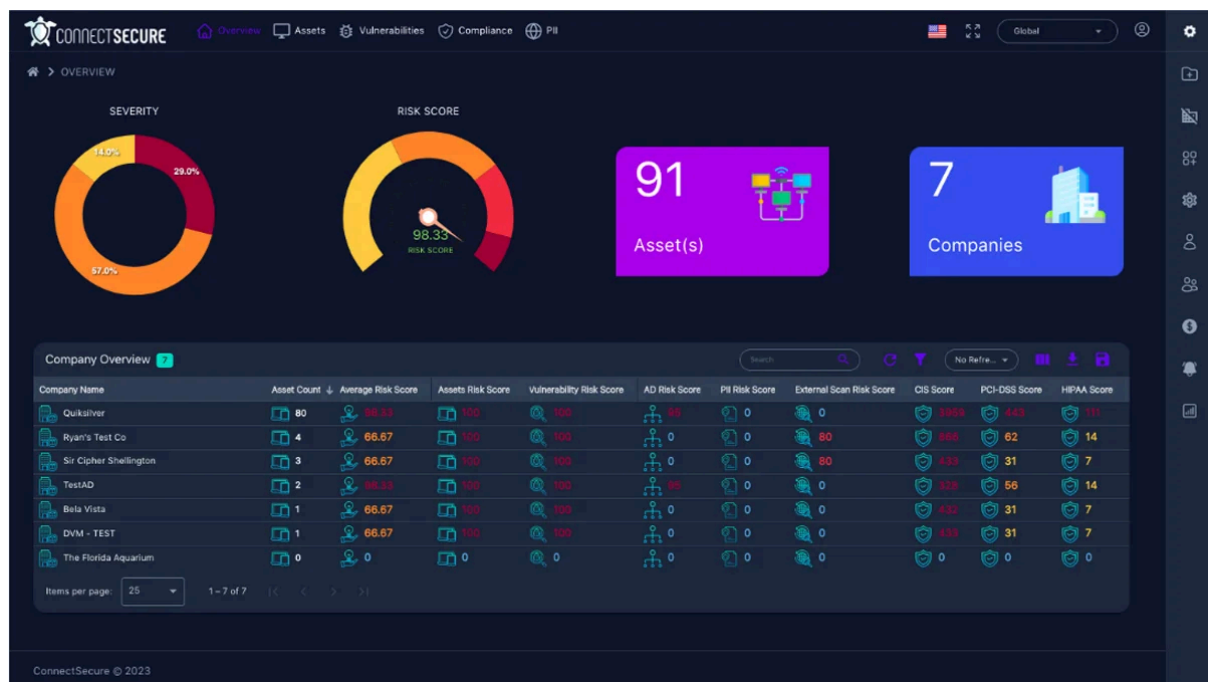 CONNECTSECURE Overview Assets Vulnerabilities Compliance PII Global
OVERVIEW
SEVERITY
14.0%
29.0%
57.0%
RISK SCORE
98.33
RISK SCORE
91
Asset(s)
7
Companies
Company Overview 7 Search No Refre...
Company Name Asset Count Average Risk Score Assets Risk Score Vulnerability Risk Score AD Risk Score PII Risk Score External Scan Risk Score CIS Score PCI-DSS Score HIPAA Score
Quiksilver 80 98.33 100 100 95 0 0 3959 443 111
Ryan's Test Co 4 66.67 100 100 0 0 80 866 62 14
Sir Cipher Shellington 3 66.67 100 100 0 0 80 433 31 7
TestAD 2 98.33 100 100 95 0 0 56 14
Bela Vista 1 66.67 100 100 0 0 0 432 31 7
DVM - TEST 1 66.67 100 100 0 0 0 433 31 7
The Florida Aquarium 0 0 0 0 0 0 0 0 0 0
Items per page: 25 1 – 7 of 7
ConnectSecure © 2023